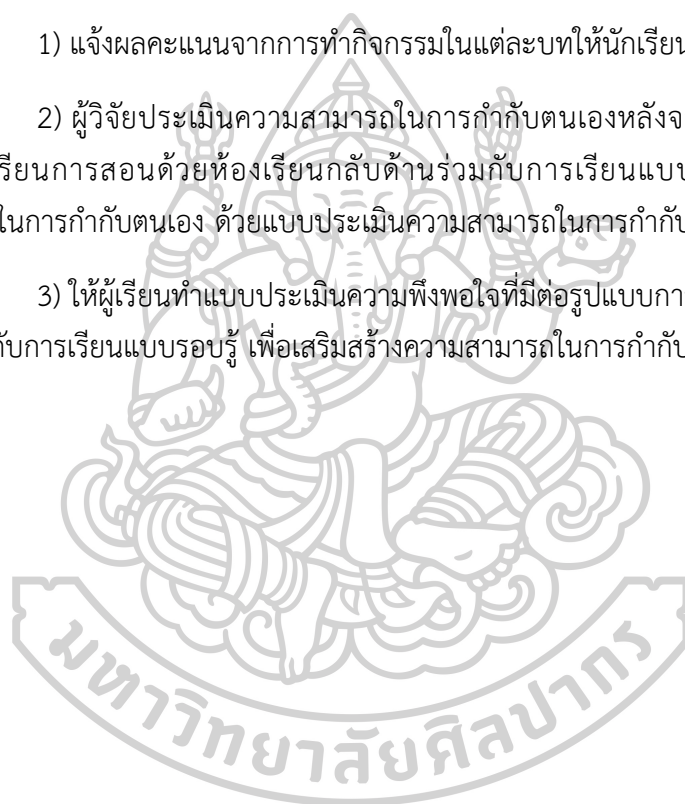 1) แจ้งผลคะแนนจากการทำกิจกรรมในแต่ละบทให้นักเรียน
2) ผู้วิจัยประเมินความสามารถในการกำกับตนเองหลังจ
รียนการสอนด้วยห้องเรียนกลับด้านร่วมกับการเรียนแบบ
ในการกำกับตนเอง ด้วยแบบประเมินความสามารถในการกำกับ
3) ให้ผู้เรียนทำแบบประเมินความพึงพอใจที่มีต่อรูปแบบกา
กับการเรียนแบบรอบรู้ เพื่อเสริมสร้างความสามารถในการกำกับ
มหาวิทยาลัยศิลปากร